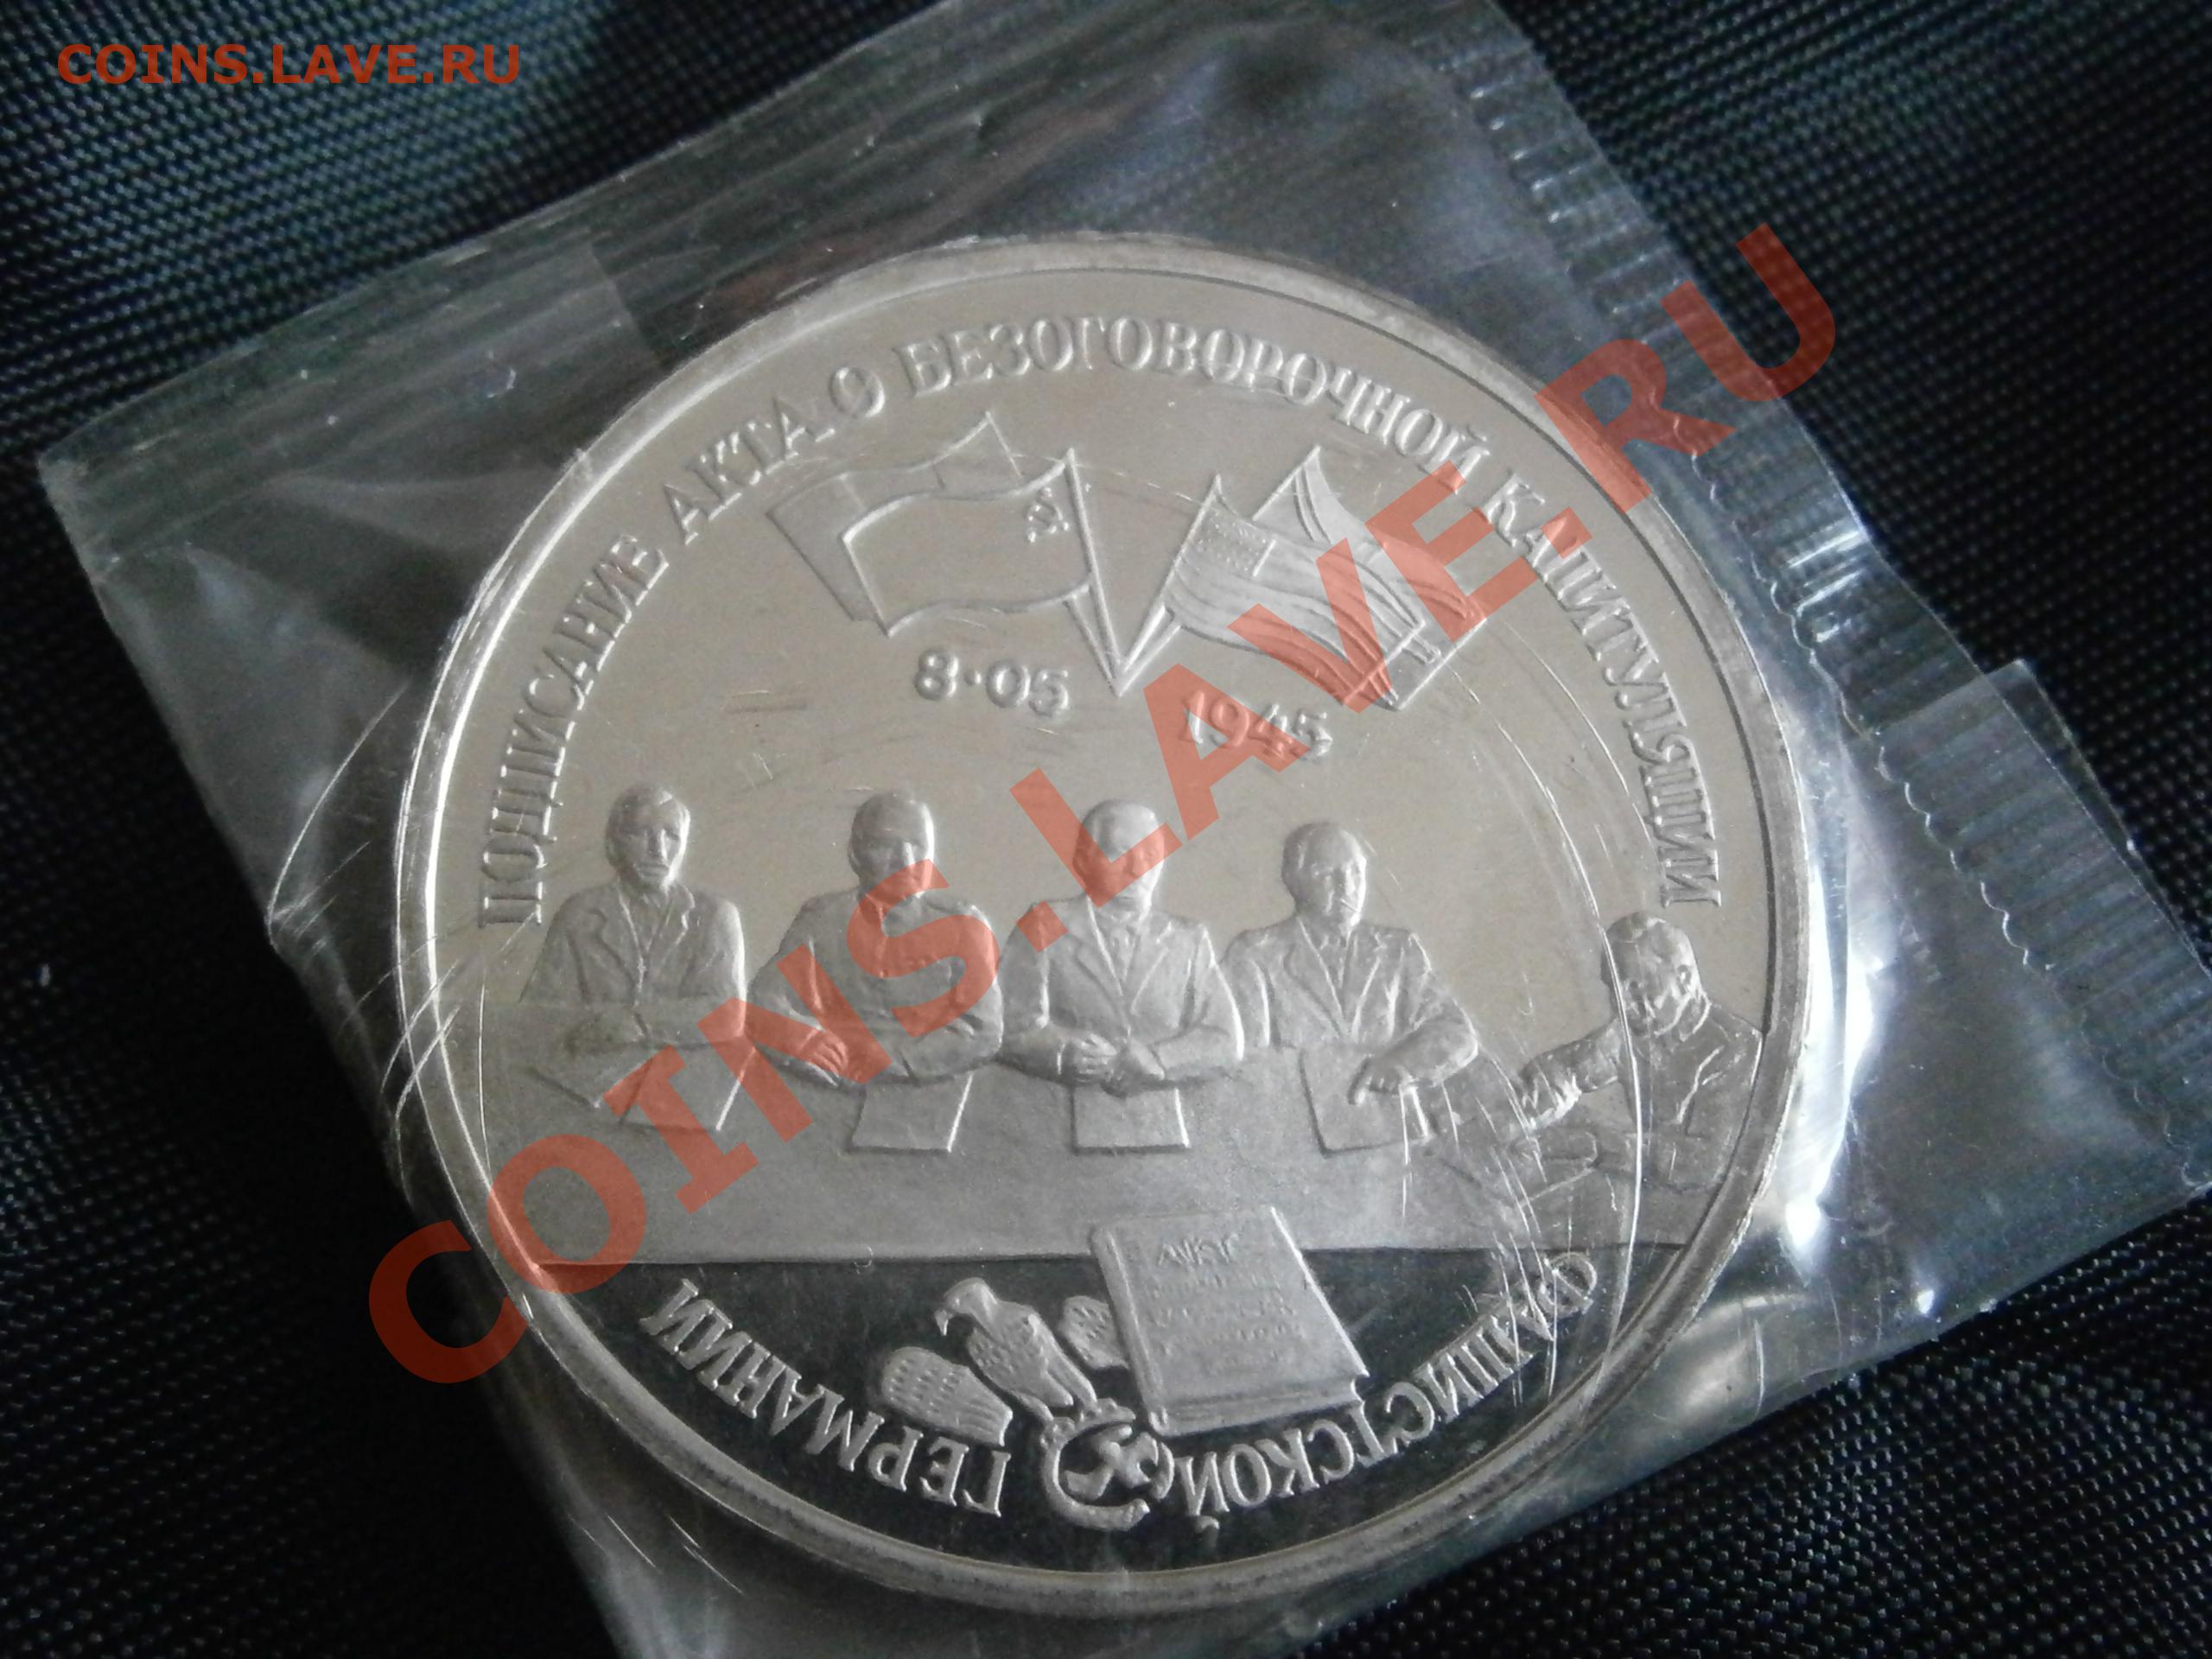 COINS.LAVE.RU
ПОДПИСАНИЕ АКТА О БЕЗОГОВОРОЧНОЙ КАПИТУЛЯЦИИ
8·05 1945
АКТ
ФАШИСТСКОЙ ГЕРМАНИИ
COINS.LAVE.RU